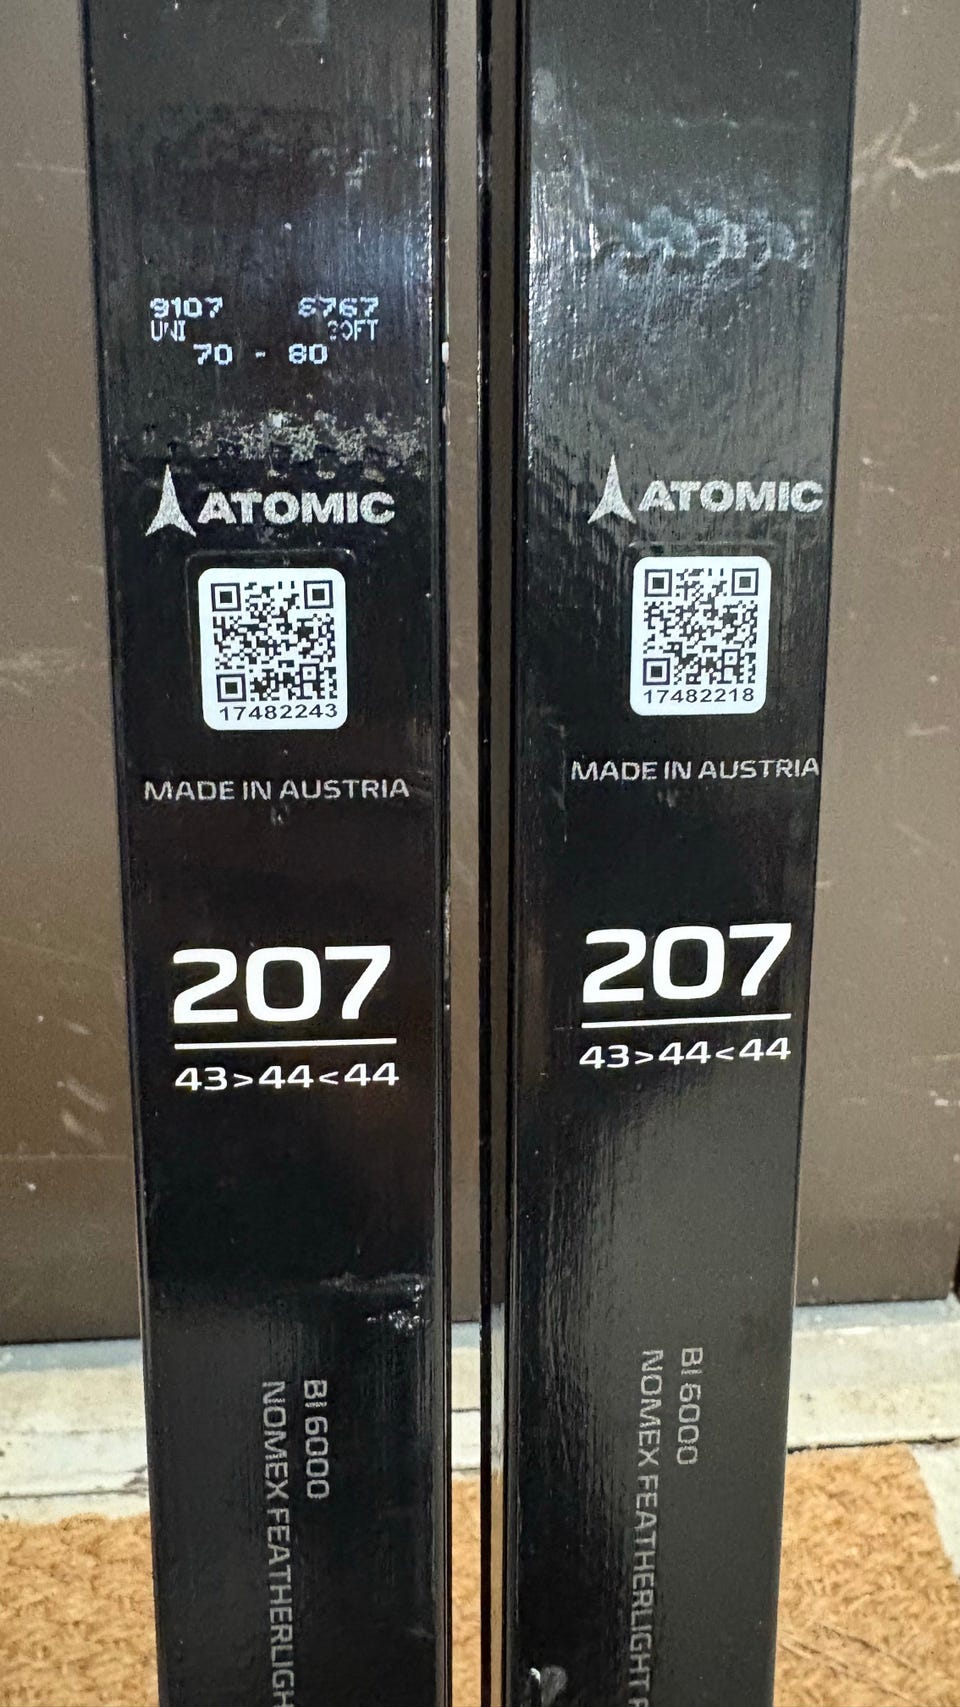 9107 6767
UNI SOFT
70 - 80
ATOMIC
17482243
MADE IN AUSTRIA
207
43>44<44
BI 6000
NOMEX FEATHERLIGH
ATOMIC
17482218
MADE IN AUSTRIA
207
43>44<44
BI 6000
NOMEX FEATHERLIGHT